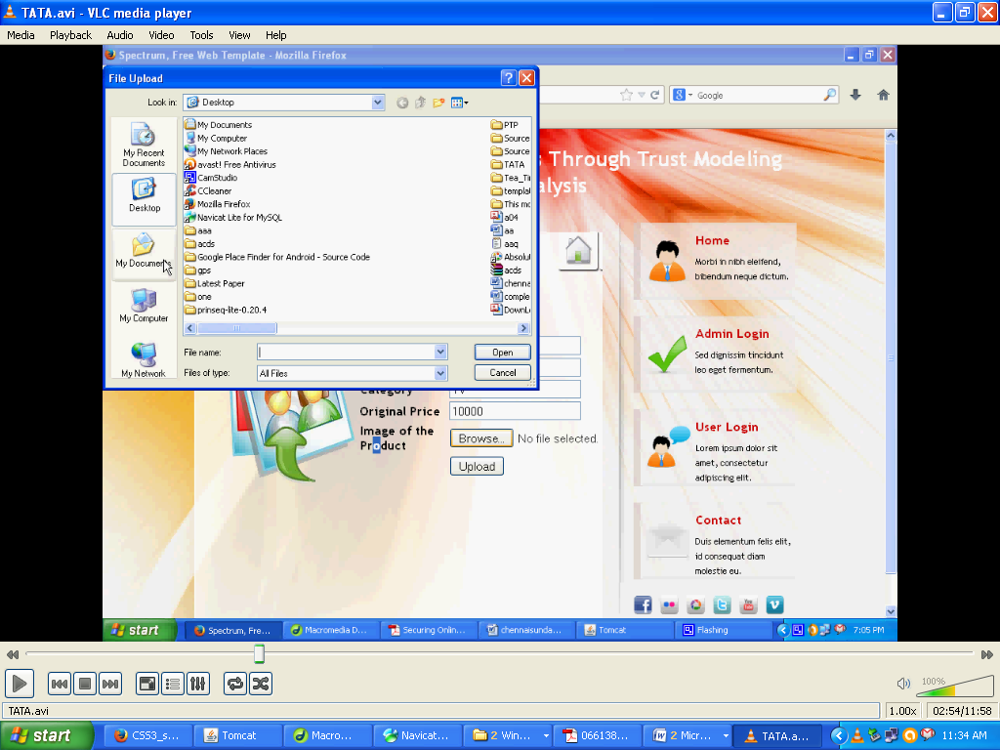 TATA.avi - VLC media player
Media Playback Audio Video Tools View Help
Spectrum, Free Web Template - Mozilla Firefox
File Upload
Look in: Desktop
Google
My Recent Documents
Desktop
My Documents
My Computer
My Network
My Documents
My Computer
My Network Places
avast! Free Antivirus
CamStudio
CCleaner
Mozilla Firefox
Navicat Lite for MySQL
aaa
acds
Google Place Finder for Android - Source Code
gps
Latest Paper
one
prinseq-lite-0.20.4
PTP
Source
Source
TATA
Tea_Ti
templa
This mo
a04
aa
aaq
Absolut
acds
chenna
comple
DownLo
File name:
Open
Files of type: All Files
Cancel
s Through Trust Modeling
alysis
Category TV
Original Price 10000
Image of the
Product
Browse... No file selected.
Upload
Home
Morbi in nibh eleifend,
bibendum neque dictum.
Admin Login
Sed dignissim tincidunt
leo eget fermentum.
User Login
Lorem ipsum dolor sit
amet, consectetur
adipiscing elit.
Contact
Duis elementum felis elit,
id consequat diam
molestie eu.
start Spectrum, Fre... Macromedia D... Securing Onlin... chennaisunda... Tomcat Flashing 7:05 PM
100%
TATA.avi 1.00x 02:54/11:58
start CSS3_s... Tomcat Macro... Navicat... 2 Win... 066138... 2 Micr... TATA.a... 11:34 AM